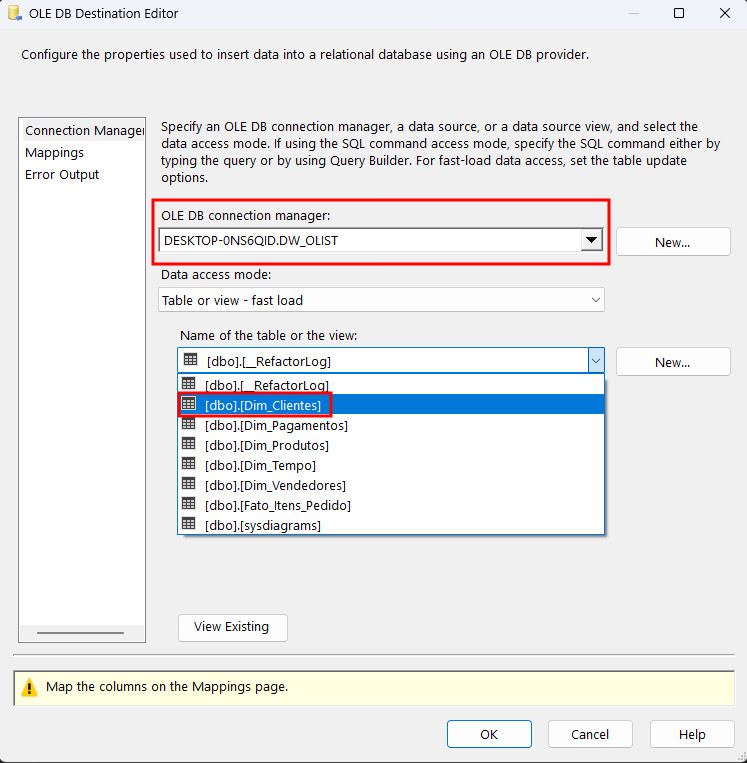 OLE DB Destination Editor
Configure the properties used to insert data into a relational database using an OLE DB provider.
Connection Manager
Mappings
Error Output
Specify an OLE DB connection manager, a data source, or a data source view, and select the
data access mode. If using the SQL command access mode, specify the SQL command either by
typing the query or by using Query Builder. For fast-load data access, set the table update
options.
OLE DB connection manager:
DESKTOP-0NS6QID.DW_OLIST
New...
Data access mode:
Table or view - fast load
Name of the table or the view:
[dbo].[__RefactorLog]
New...
[dbo].[__RefactorLog]
[dbo].[Dim_Clientes]
[dbo].[Dim_Pagamentos]
[dbo].[Dim_Produtos]
[dbo].[Dim_Tempo]
[dbo].[Dim_Vendedores]
[dbo].[Fato_Itens_Pedido]
[dbo].[sysdiagrams]
View Existing
Map the columns on the Mappings page.
OK
Cancel
Help